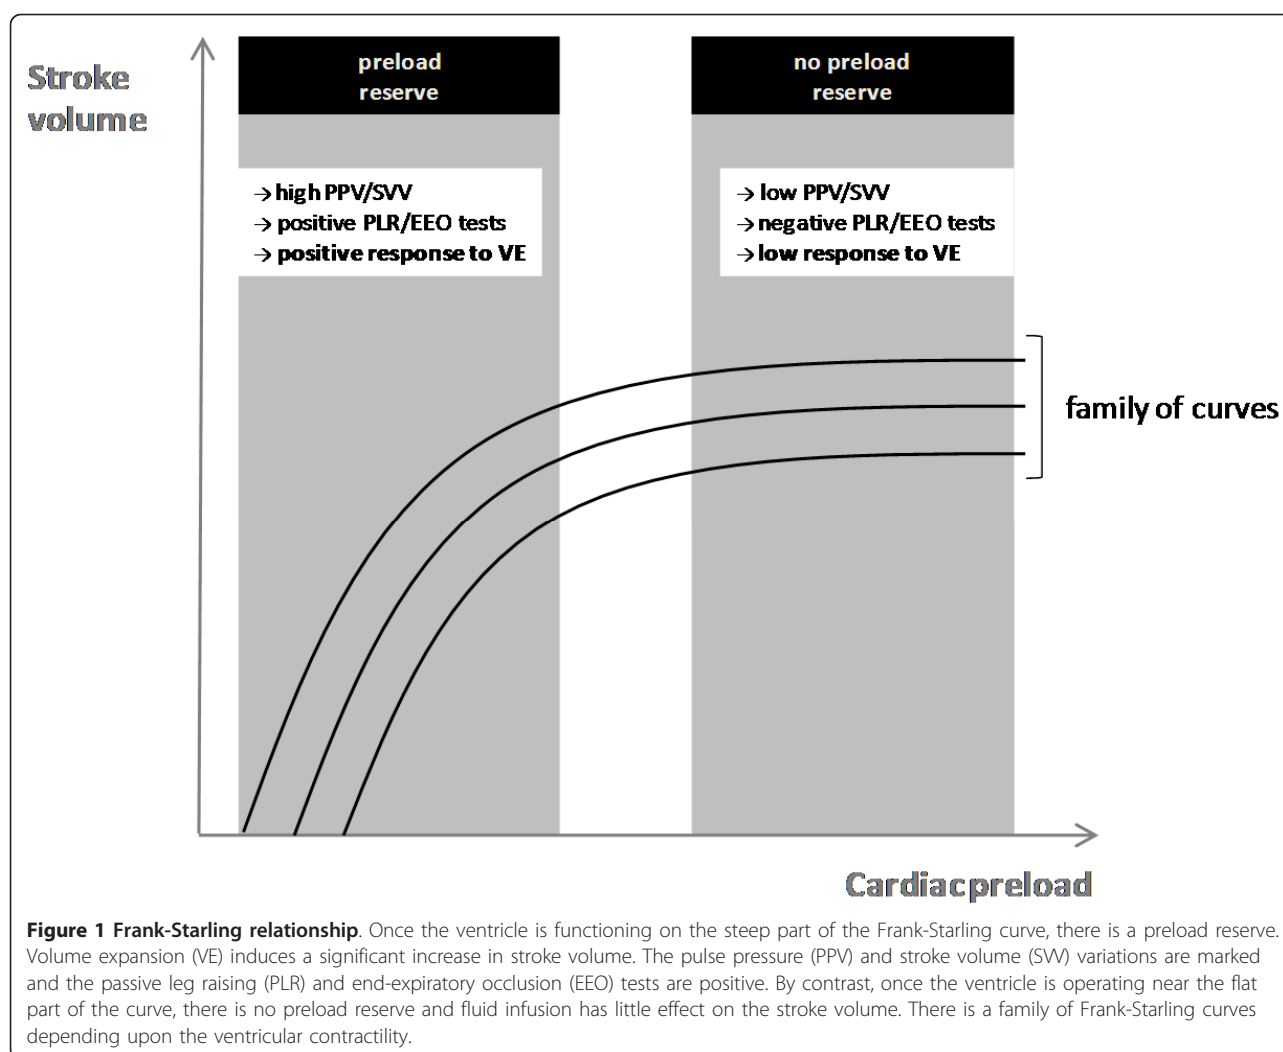 Stroke
volume
preload
reserve
no preload
reserve
→ high PPV/SVV
→ positive PLR/EEO tests
→ positive response to VE
→ low PPV/SVV
→ negative PLR/EEO tests
→ low response to VE
family of curves
Cardiac preload
Figure 1 Frank-Starling relationship. Once the ventricle is functioning on the steep part of the Frank-Starling curve, there is a preload reserve.
Volume expansion (VE) induces a significant increase in stroke volume. The pulse pressure (PPV) and stroke volume (SVV) variations are marked
and the passive leg raising (PLR) and end-expiratory occlusion (EEO) tests are positive. By contrast, once the ventricle is operating near the flat
part of the curve, there is no preload reserve and fluid infusion has little effect on the stroke volume. There is a family of Frank-Starling curves
depending upon the ventricular contractility.